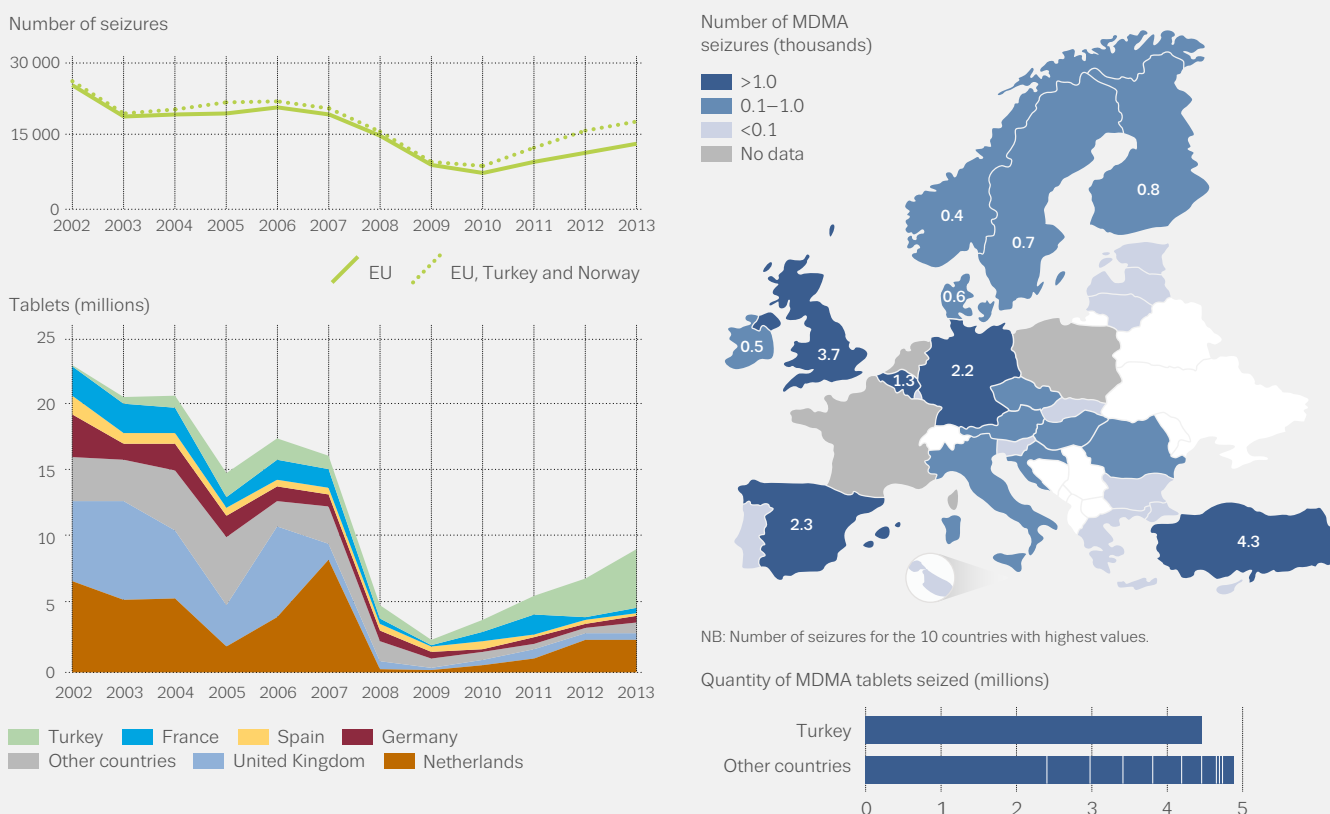 Number of seizures
30 000
15 000
0
2002 2003 2004 2005 2006 2007 2008 2009 2010 2011 2012 2013
EU EU, Turkey and Norway
Tablets (millions)
25
20
15
10
5
0
2002 2003 2004 2005 2006 2007 2008 2009 2010 2011 2012 2013
Turkey France Spain Germany
Other countries United Kingdom Netherlands
Number of MDMA
seizures (thousands)
>1.0
0.1–1.0
<0.1
No data
0.8
0.4
0.7
0.6
0.5
3.7
2.2
1.3
2.3
4.3
NB: Number of seizures for the 10 countries with highest values.
Quantity of MDMA tablets seized (millions)
Turkey
Other countries
0 1 2 3 4 5